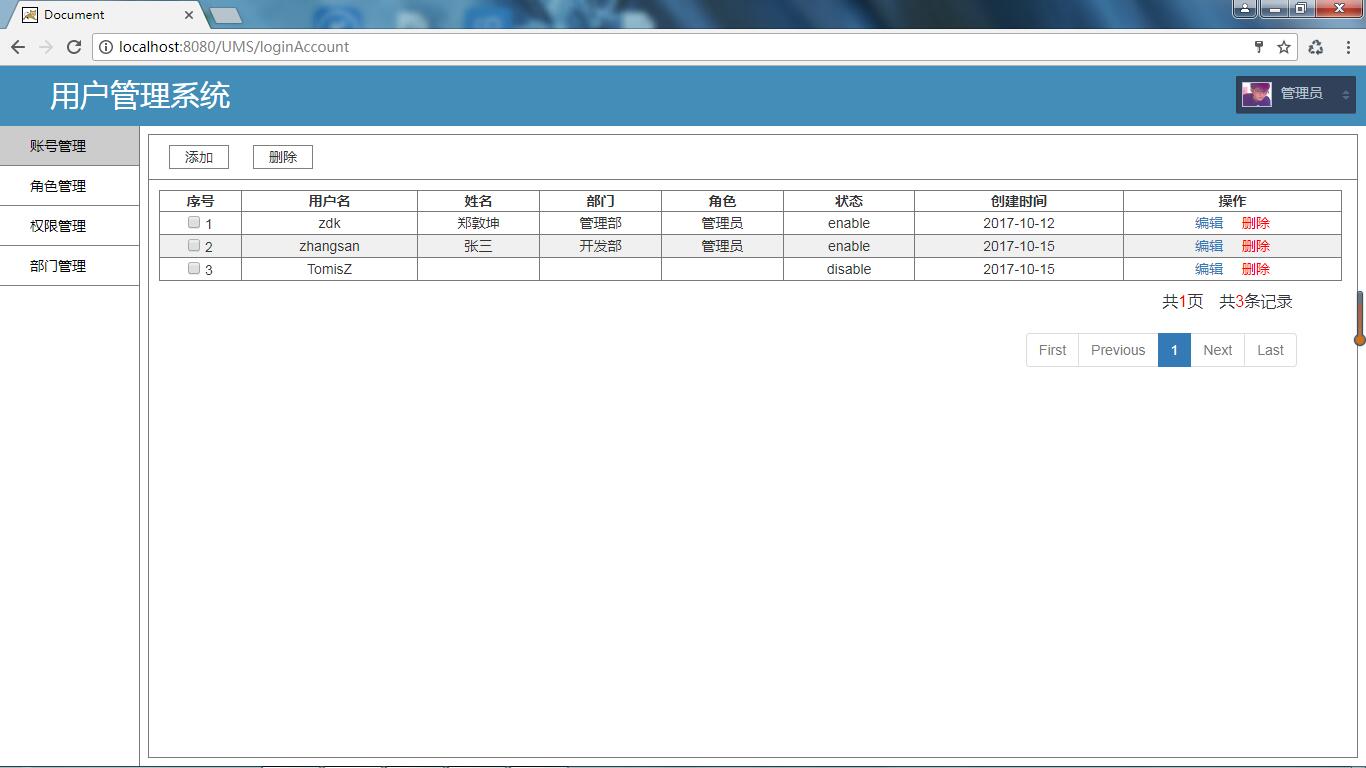 Document
localhost:8080/UMS/loginAccount
用户管理系统
管理员
账号管理
角色管理
权限管理
部门管理
添加 删除
序号 用户名 姓名 部门 角色 状态 创建时间 操作
1 zdk 郑敦坤 管理部 管理员 enable 2017-10-12 编辑 删除
2 zhangsan 张三 开发部 管理员 enable 2017-10-15 编辑 删除
3 TomisZ disable 2017-10-15 编辑 删除
共1页 共3条记录
First Previous 1 Next Last